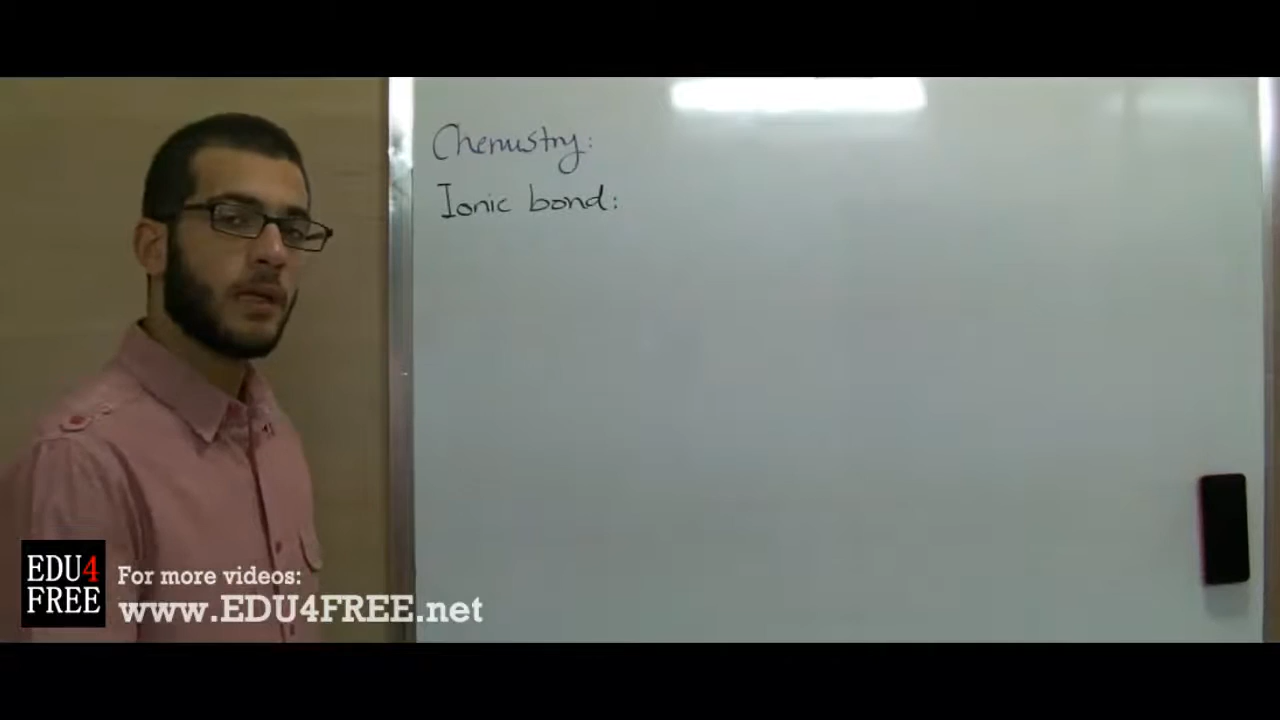 Chemistry:
Ionic bond:
EDU4
FREE
For more videos:
www.EDU4FREE.net